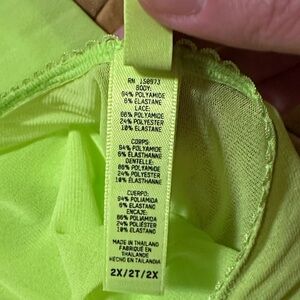 RN 150973
BODY:
94% POLYAMIDE
6% ELASTANE
LACE:
66% POLYAMIDE
24% POLYESTER
10% ELASTANE
CORPS:
94% POLYAMIDE
6% ÉLASTHANNE
DENTELLE:
66% POLYAMIDE
24% POLYESTER
10% ÉLASTHANNE
CUERPO:
94% POLIAMIDA
6% ELASTANO
ENCAJE:
66% POLIAMIDA
24% POLIÉSTER
10% ELASTANO
MADE IN THAILAND
FABRIQUÉ EN
THAÏLANDE
HECHO EN TAILANDIA
2X/2T/2X